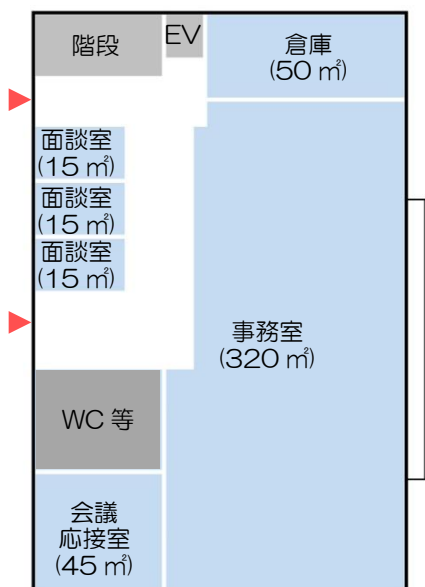 階段
EV
倉庫
(50 ㎡)
面談室
(15 ㎡)
面談室
(15 ㎡)
面談室
(15 ㎡)
事務室
(320 ㎡)
WC 等
会議
応接室
(45 ㎡)